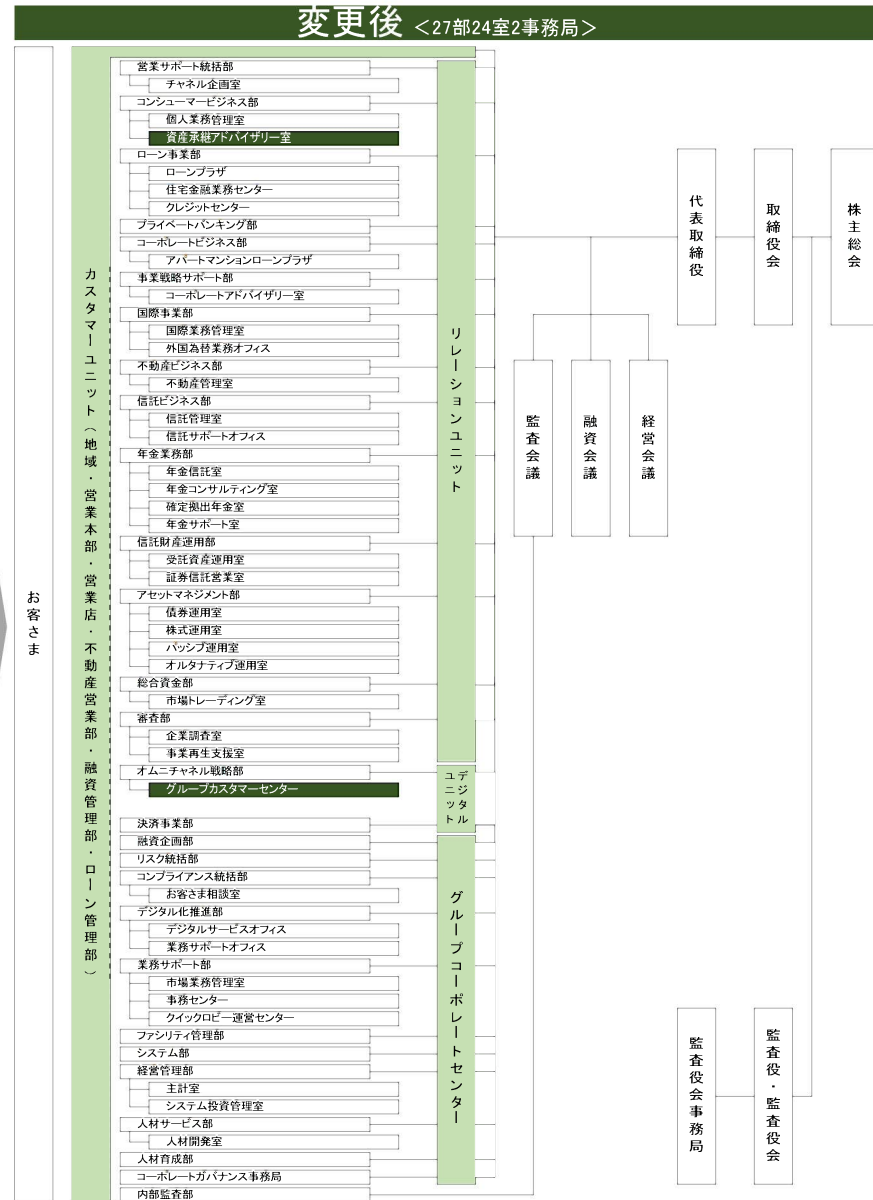 変更後 <27部24室2事務局>
お客さま
カスタマーユニット(地域・営業本部・営業店・不動産営業部・融資管理部・ローン管理部)
営業サポート統括部
チャネル企画室
コンシューマービジネス部
個人業務管理室
資産承継アドバイザリー室
ローン事業部
ローンプラザ
住宅金融業務センター
クレジットセンター
プライベートバンキング部
コーポレートビジネス部
アパートマンションローンプラザ
事業戦略サポート部
コーポレートアドバイザリー室
国際事業部
国際業務管理室
外国為替業務オフィス
不動産ビジネス部
不動産管理室
信託ビジネス部
信託管理室
信託サポートオフィス
年金業務部
年金信託室
年金コンサルティング室
確定拠出年金室
年金サポート室
信託財産運用部
受託資産運用室
証券信託営業室
アセットマネジメント部
債券運用室
株式運用室
パッシブ運用室
オルタナティブ運用室
総合資金部
市場トレーディング室
審査部
企業調査室
事業再生支援室
オムニチャネル戦略部
グループカスタマーセンター
決済事業部
融資企画部
リスク統括部
コンプライアンス統括部
お客さま相談室
デジタル化推進部
デジタルサービスオフィス
業務サポートオフィス
業務サポート部
市場業務管理室
事務センター
クイックロビー運営センター
ファシリティ管理部
システム部
経営管理部
主計室
システム投資管理室
人材サービス部
人材開発室
人材育成部
コーポレートガバナンス事務局
内部監査部
リレーションユニット
デジタル
ユニット
グループコーポレートセンター
監査会議
融資会議
経営会議
代表取締役
取締役会
株主総会
監査役会事務局
監査役・監査役会